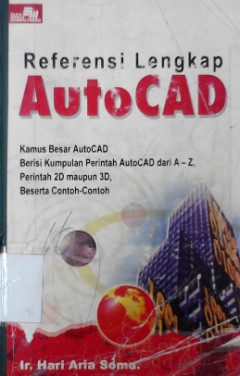 Referensi Lengkap
AutoCAD
Kamus Besar AutoCAD
Berisi Kumpulan Perintah AutoCAD dari A - Z,
Perintah 2D maupun 3D,
Beserta Contoh-Contoh
Ir. Hari Aria Soma.